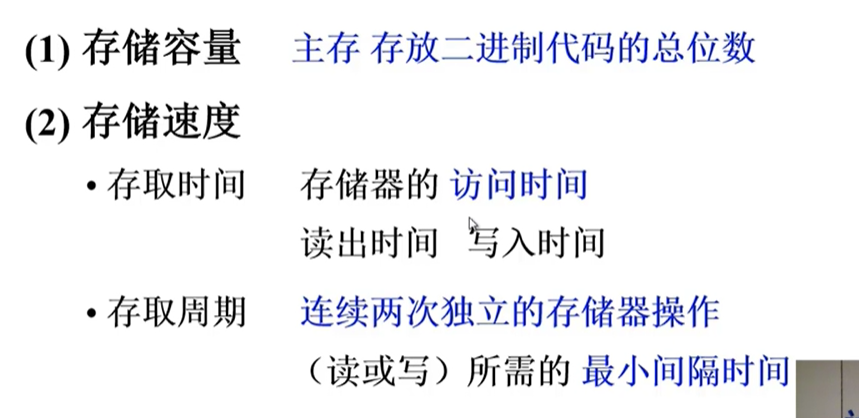 (1) 存储容量 主存 存放二进制代码的总位数
(2) 存储速度
• 存取时间 存储器的 访问时间
读出时间 写入时间
• 存取周期 连续两次独立的存储器操作
（读或写）所需的 最小间隔时间